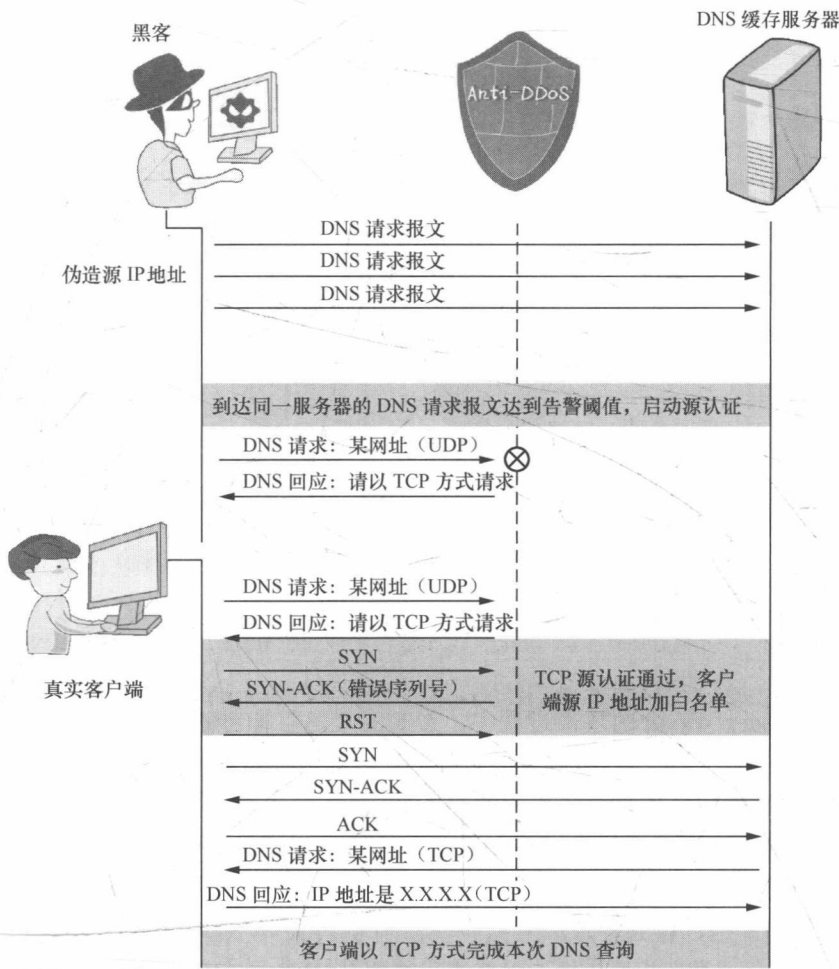 DNS 缓存服务器
黑客
Anti-DDoS
DNS 请求报文
DNS 请求报文
伪造源 IP 地址
DNS 请求报文
到达同一服务器的 DNS 请求报文达到告警阈值，启动源认证
DNS 请求：某网址（UDP）
DNS 回应：请以 TCP 方式请求
DNS 请求：某网址（UDP）
DNS 回应：请以 TCP 方式请求
SYN
真实客户端
SYN-ACK（错误序列号）
TCP 源认证通过，客户
端源 IP 地址加白名单
RST
SYN
SYN-ACK
ACK
DNS 请求：某网址（TCP）
DNS 回应：IP 地址是 X.X.X.X（TCP）
客户端以 TCP 方式完成本次 DNS 查询